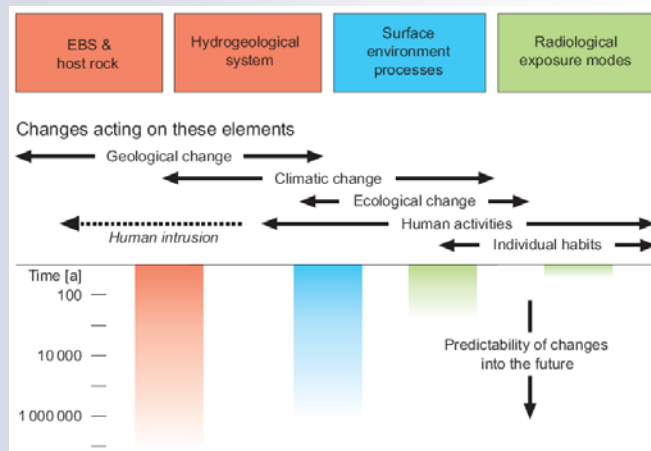 EBS &
host rock
Hydrogeological
system
Surface
environment
processes
Radiological
exposure modes
Changes acting on these elements
Geological change
Climatic change
Ecological change
Human activities
Human intrusion
Individual habits
Time [a]
100
10 000
1 000 000
Predictability of changes
into the future